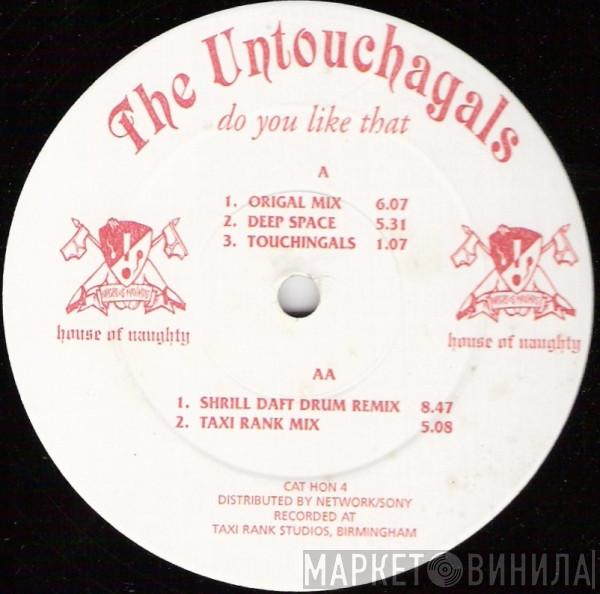 The Untouchagals
do you like that
A
1. ORIGAL MIX 6.07
2. DEEP SPACE 5.31
3. TOUCHINGALS 1.07
house of naughty
house of naughty
AA
1. SHRILL DAFT DRUM REMIX 8.47
2. TAXI RANK MIX 5.08
CAT HON 4
DISTRIBUTED BY NETWORK/SONY
RECORDED AT
TAXI RANK STUDIOS, BIRMINGHAM
МАРКЕТ ВИНИЛА